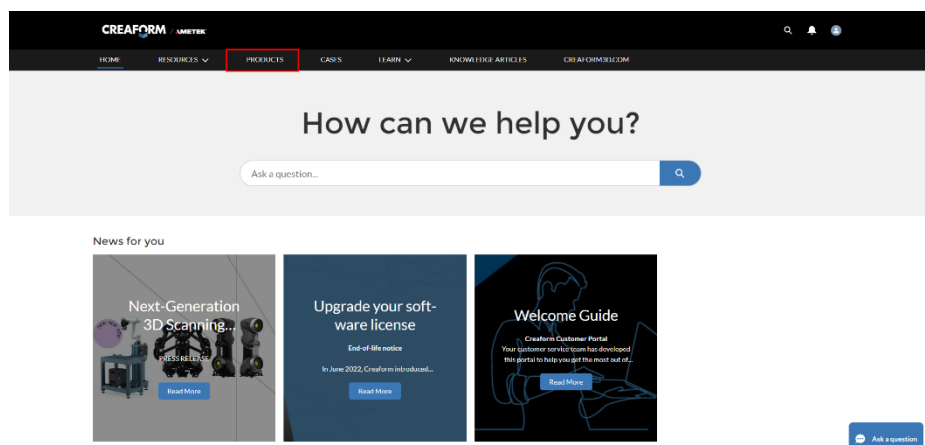 CREAFORM / AMETEK
HOME RESOURCES PRODUCTS CASES LEARN KNOWLEDGE ARTICLES CREAFORM3D.COM
How can we help you?
Ask a question...
News for you
Next-Generation
3D Scanning...
PRESS RELEASE
Read More
Upgrade your soft-
ware license
End-of-life notice
In June 2022, Creaform introduced...
Read More
Welcome Guide
Creaform Customer Portal
Your customer service team has developed
this portal to help you get the most out of...
Read More
Ask a question